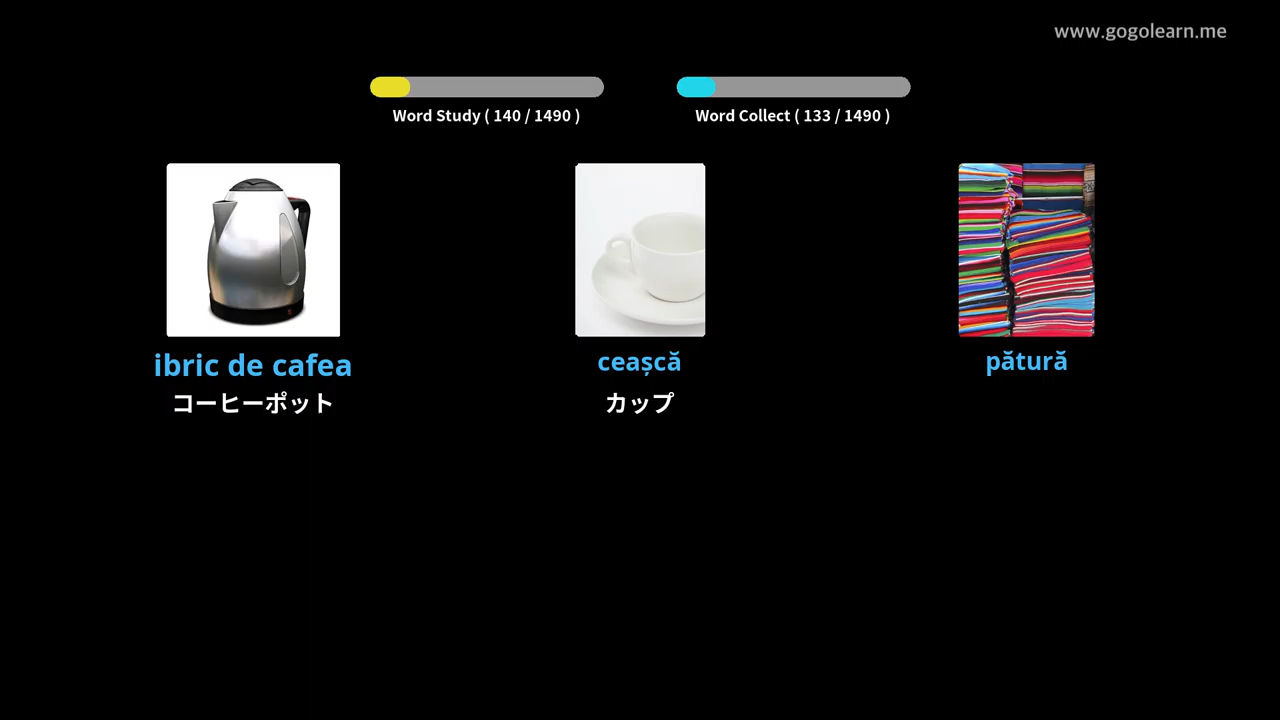 www.gogolearn.me
Word Study ( 140 / 1490 )
Word Collect ( 133 / 1490 )
ibric de cafea
コーヒーポット
ceașcă
カップ
pătură